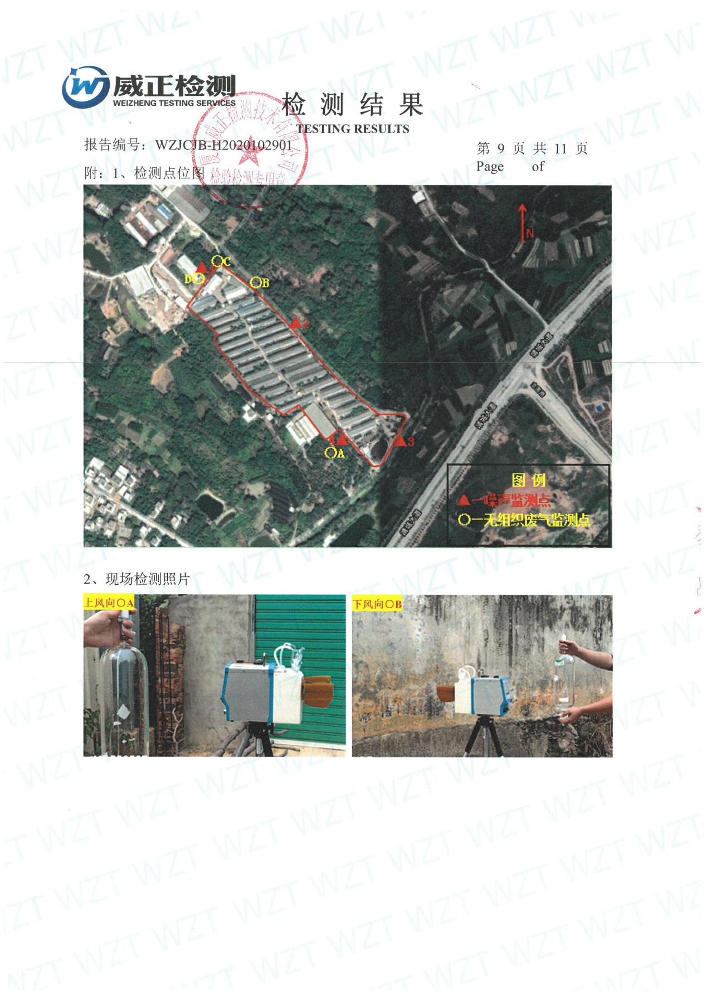 威正检测
WEIZHENG TESTING SERVICES
检 测 结 果
TESTING RESULTS
报告编号：WZJCJB-H2020102901
第 9 页 共 11 页
Page of
附：1、检测点位图
厦门威正检测技术有限公司
检验检测专用章
N
C
1
D
B
2
4
3
A
图 例
▲—噪声监测点
○—无组织废气监测点
2、现场检测照片
上风向○A
下风向○B
WZT